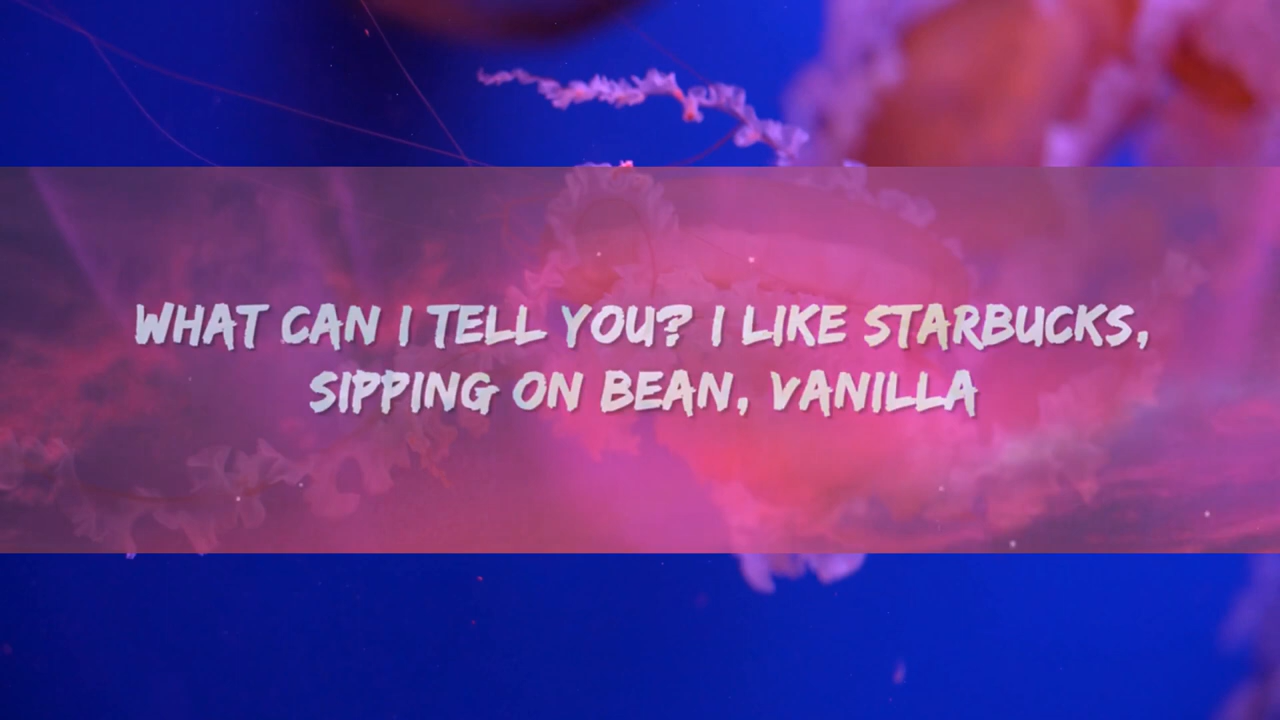 WHAT CAN I TELL YOU? I LIKE STARBUCKS,
SIPPING ON BEAN, VANILLA